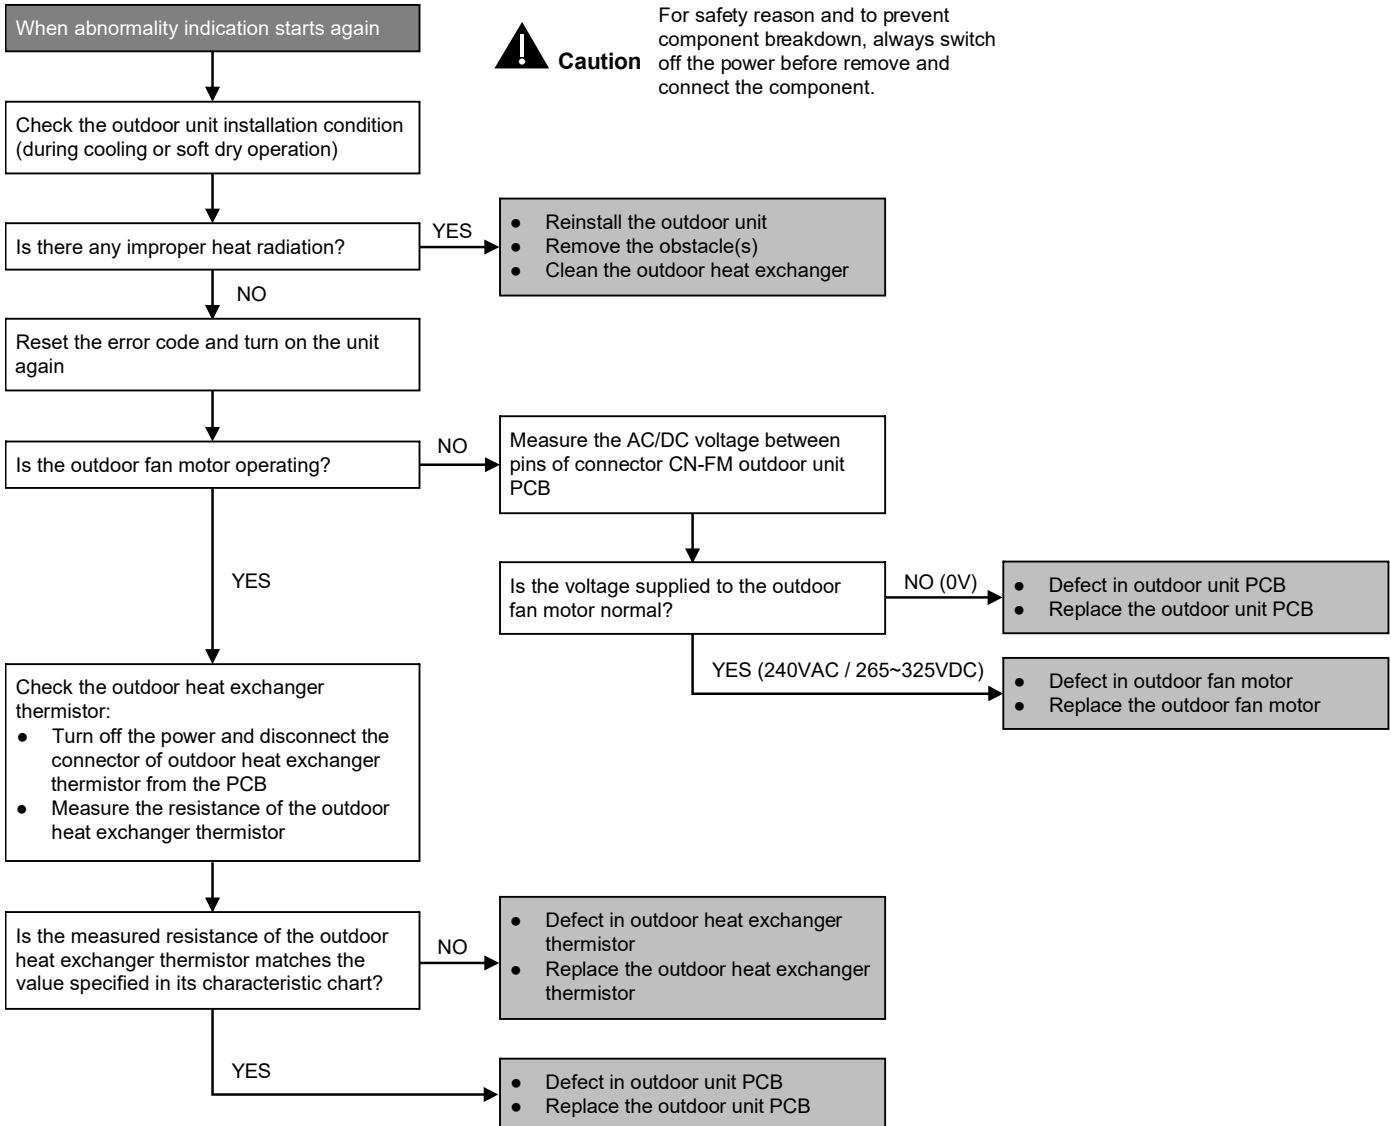 When abnormality indication starts again
Caution
For safety reason and to prevent
component breakdown, always switch
off the power before remove and
connect the component.
Check the outdoor unit installation condition
(during cooling or soft dry operation)
Is there any improper heat radiation?
YES
● Reinstall the outdoor unit
● Remove the obstacle(s)
● Clean the outdoor heat exchanger
NO
Reset the error code and turn on the unit
again
Is the outdoor fan motor operating?
NO
Measure the AC/DC voltage between
pins of connector CN-FM outdoor unit
PCB
Is the voltage supplied to the outdoor
fan motor normal?
NO (0V)
● Defect in outdoor unit PCB
● Replace the outdoor unit PCB
YES (240VAC / 265~325VDC)
● Defect in outdoor fan motor
● Replace the outdoor fan motor
YES
Check the outdoor heat exchanger
thermistor:
● Turn off the power and disconnect the
connector of outdoor heat exchanger
thermistor from the PCB
● Measure the resistance of the outdoor
heat exchanger thermistor
Is the measured resistance of the outdoor
heat exchanger thermistor matches the
value specified in its characteristic chart?
NO
● Defect in outdoor heat exchanger
thermistor
● Replace the outdoor heat exchanger
thermistor
YES
● Defect in outdoor unit PCB
● Replace the outdoor unit PCB